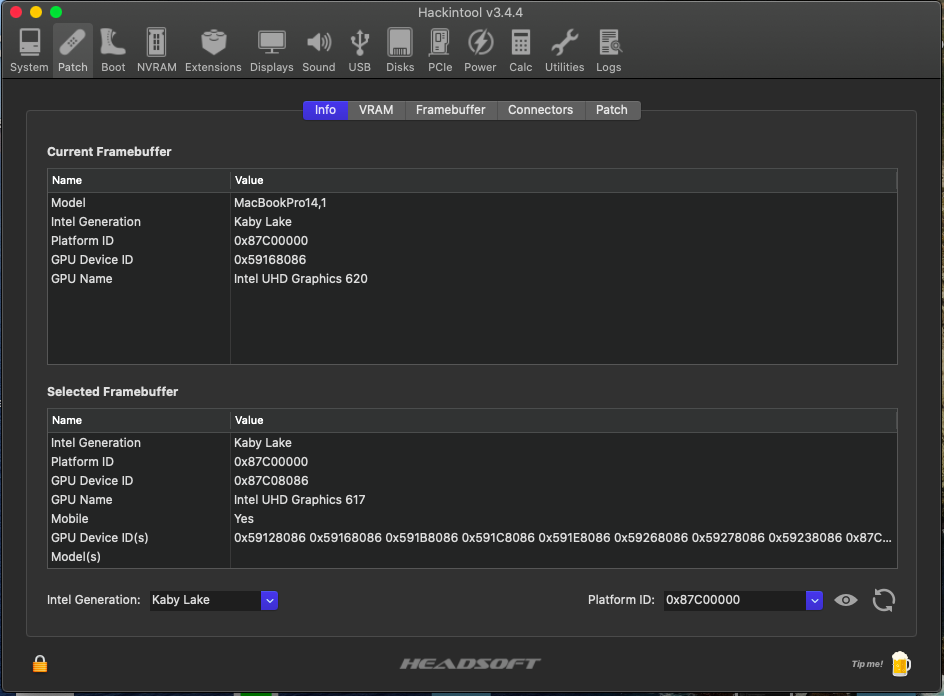 Hackintool v3.4.4
System Patch Boot NVRAM Extensions Displays Sound USB Disks PCIe Power Calc Utilities Logs
Info VRAM Framebuffer Connectors Patch
Current Framebuffer
Name Value
Model MacBookPro14,1
Intel Generation Kaby Lake
Platform ID 0x87C00000
GPU Device ID 0x59168086
GPU Name Intel UHD Graphics 620
Selected Framebuffer
Name Value
Intel Generation Kaby Lake
Platform ID 0x87C00000
GPU Device ID 0x87C08086
GPU Name Intel UHD Graphics 617
Mobile Yes
GPU Device ID(s) 0x59128086 0x59168086 0x591B8086 0x591C8086 0x591E8086 0x59268086 0x59278086 0x59238086 0x87C...
Model(s)
Intel Generation: Kaby Lake Platform ID: 0x87C00000
HEADSOFT Tip me!